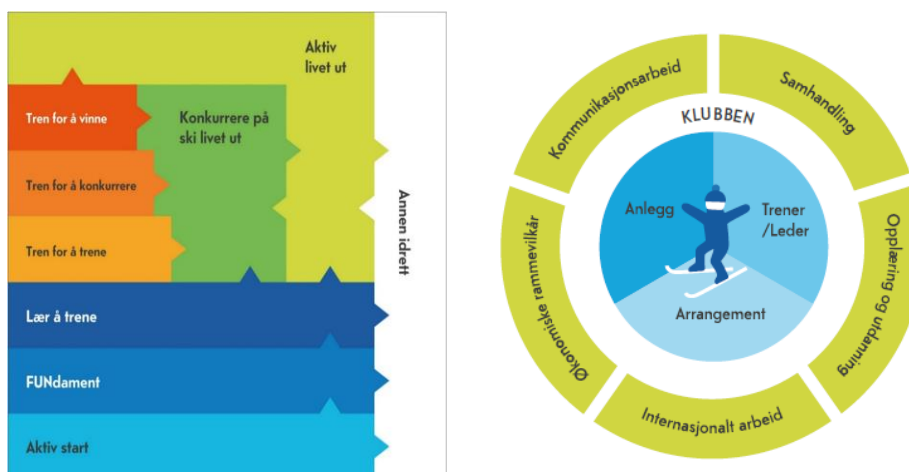 Aktiv
livet ut
Tren for å vinne
Konkurrere på
ski livet ut
Tren for å konkurrere
Tren for å trene
Annen idrett
Lær å trene
FUNdament
Aktiv start
Kommunikasjonsarbeid
Samhandling
KLUBBEN
Anlegg
Trener
/Leder
Arrangement
Økonomiske rammevilkår
Opplæring og utdanning
Internasjonalt arbeid